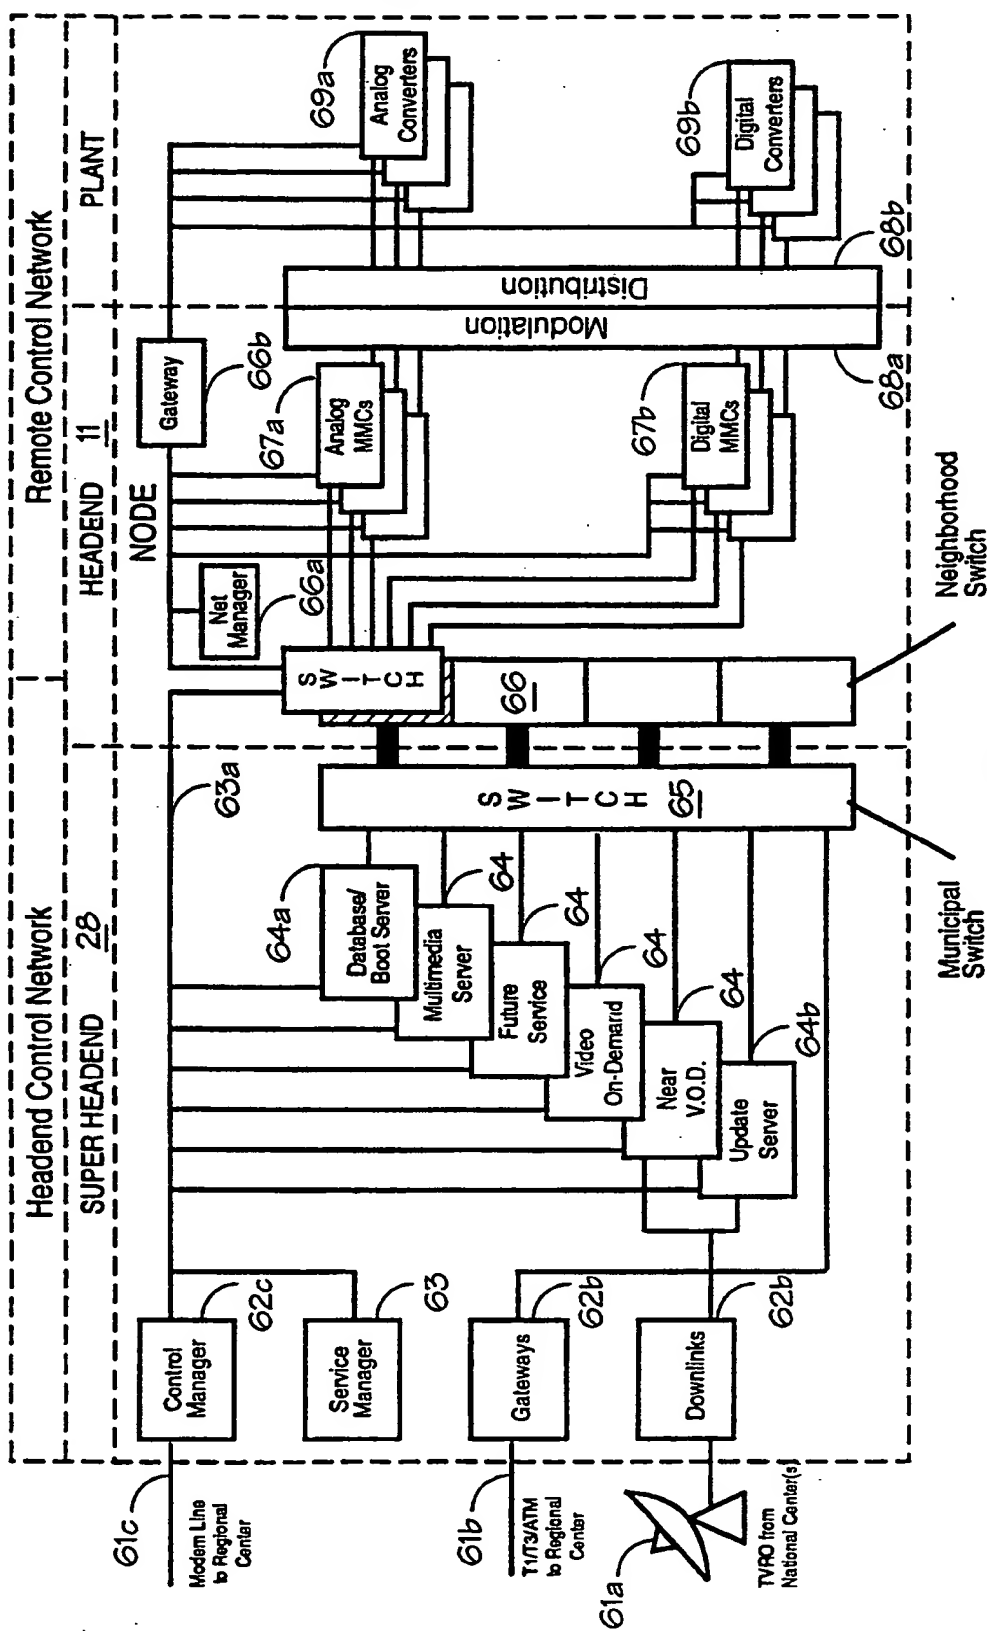 Headend Control Network
Remote Control Network
SUPER HEADEND
28
HEADEND
11
PLANT
NODE
61c
Modem Line
to Regional
Center
Control
Manager
62c
63a
Service
Manager
63
61b
T1/T3/ATM
to Regional
Center
Gateways
62b
61a
TVRO from
National Center(s)
Downlinks
62b
Database/
Boot Server
64a
Multimedia
Server
64
Future
Service
64
Video
On-Demand
64
Near
V.O.D.
64
Update
Server
64b
SWITCH
65
Municipal
Switch
SWITCH
66
Neighborhood
Switch
Net
Manager
66a
Gateway
66b
Analog
MMCs
67a
Digital
MMCs
67b
Modulation
68a
Distribution
68b
Analog
Converters
69a
Digital
Converters
69b